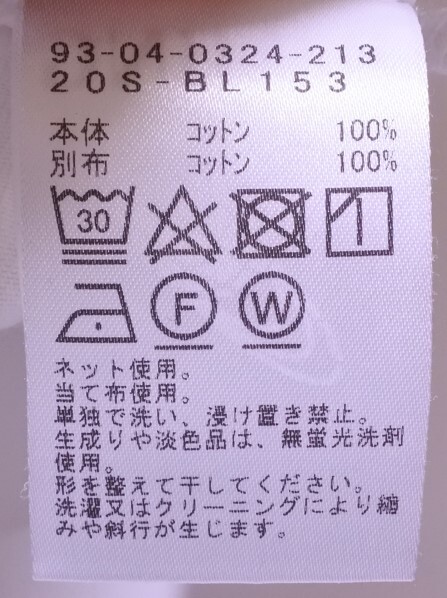 93-04-0324-213
20S-BL153
本体 コットン 100%
別布 コットン 100%
30
F W
ネット使用。
当て布使用。
単独で洗い、浸け置き禁止。
生成りや淡色品は、無蛍光洗剤
使用。
形を整えて干してください。
洗濯又はクリーニングにより縮
みや斜行が生じます。